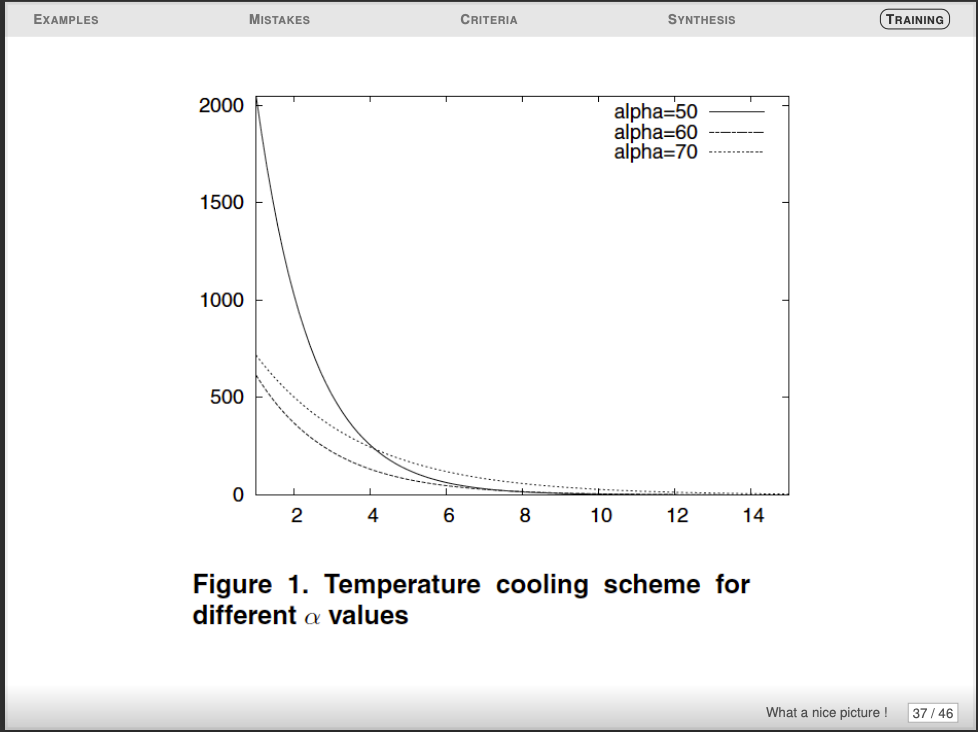 EXAMPLES MISTAKES CRITERIA SYNTHESIS TRAINING
2000
1500
1000
500
0
2 4 6 8 10 12 14
alpha=50
alpha=60
alpha=70
Figure 1. Temperature cooling scheme for
different α values
What a nice picture ! 37 / 46